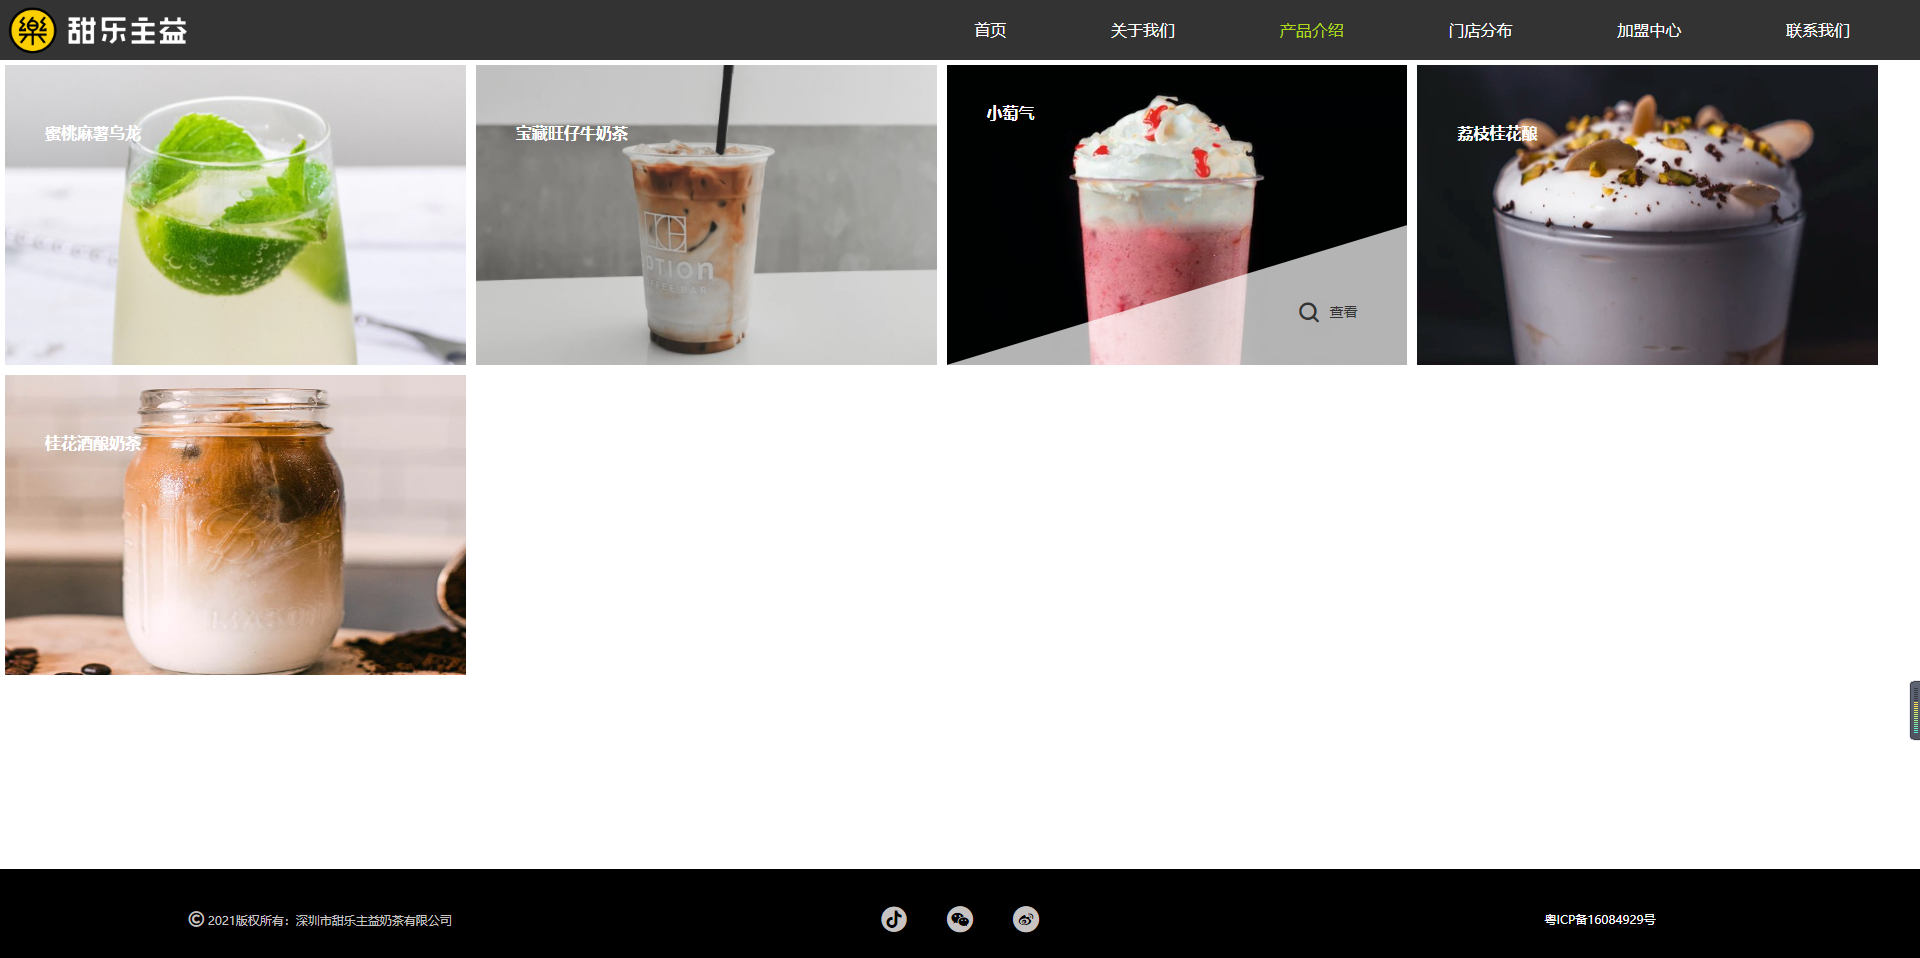 樂 甜乐主益
首页 关于我们 产品介绍 门店分布 加盟中心 联系我们
蜜桃麻薯乌龙
宝藏旺仔牛奶茶
小萄气
荔枝桂花酿
OTION
查看
桂花酒酿奶茶
© 2021版权所有：深圳市甜乐主益奶茶有限公司
粤ICP备16084929号